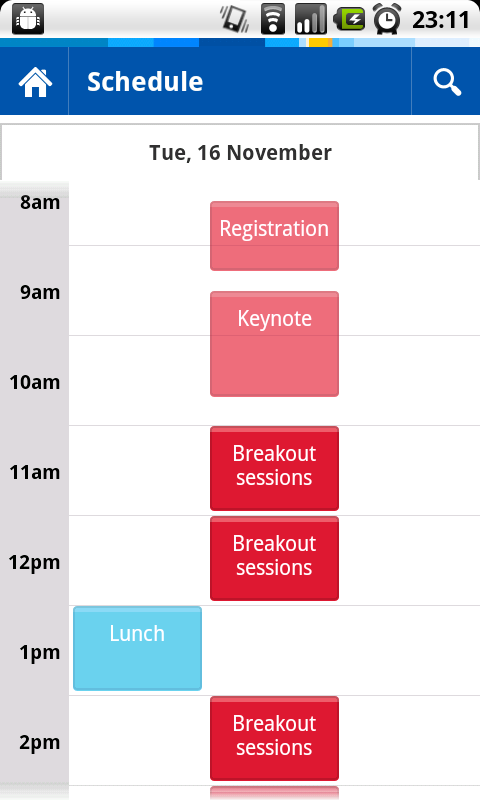 23:11
Schedule
Tue, 16 November
8am
Registration
9am
Keynote
10am
Breakout
sessions
11am
Breakout
sessions
12pm
Lunch
1pm
Breakout
sessions
2pm